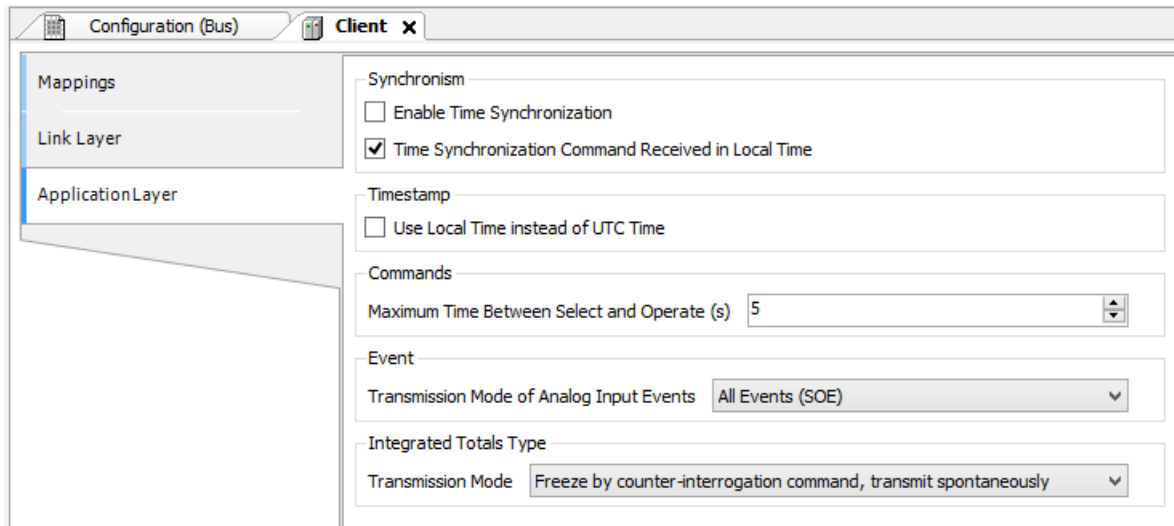 Configuration (Bus) Client
Mappings
Link Layer
Application Layer
Synchronism
Enable Time Synchronization
Time Synchronization Command Received in Local Time
Timestamp
Use Local Time instead of UTC Time
Commands
Maximum Time Between Select and Operate (s) 5
Event
Transmission Mode of Analog Input Events All Events (SOE)
Integrated Totals Type
Transmission Mode Freeze by counter-interrogation command, transmit spontaneously